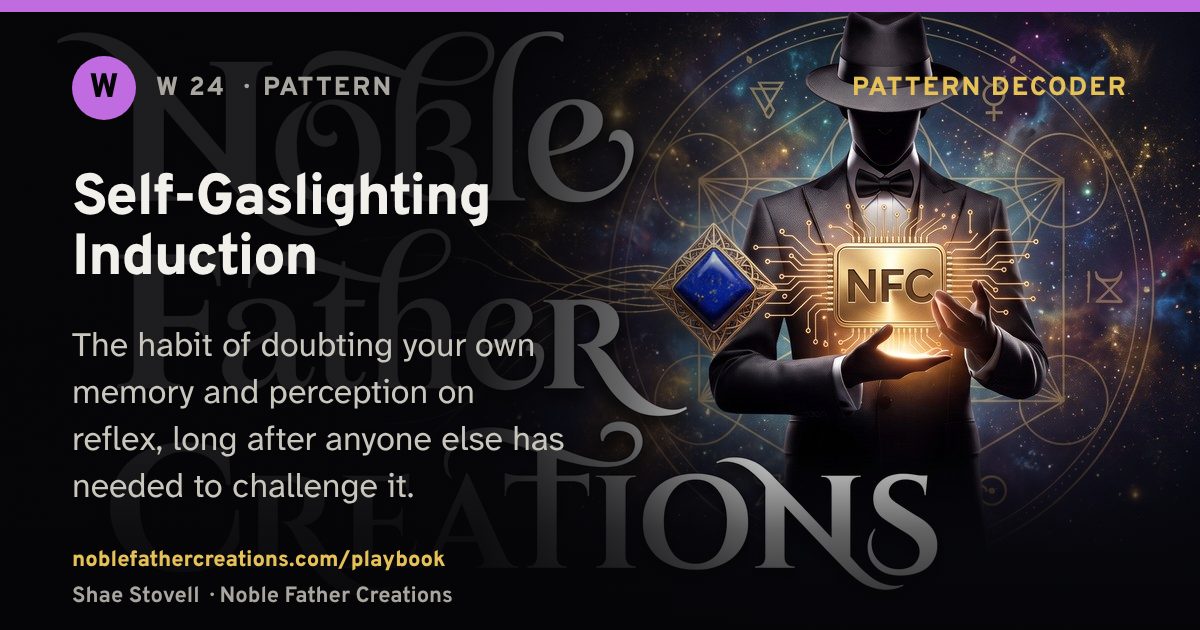 W
W 24 · PATTERN
PATTERN DECODER
Self-Gaslighting
Induction
The habit of doubting your own
memory and perception on
reflex, long after anyone else has
needed to challenge it.
noblefathercreations.com/playbook
Shae Stovell · Noble Father Creations
NFC
Noble
Father
Creations